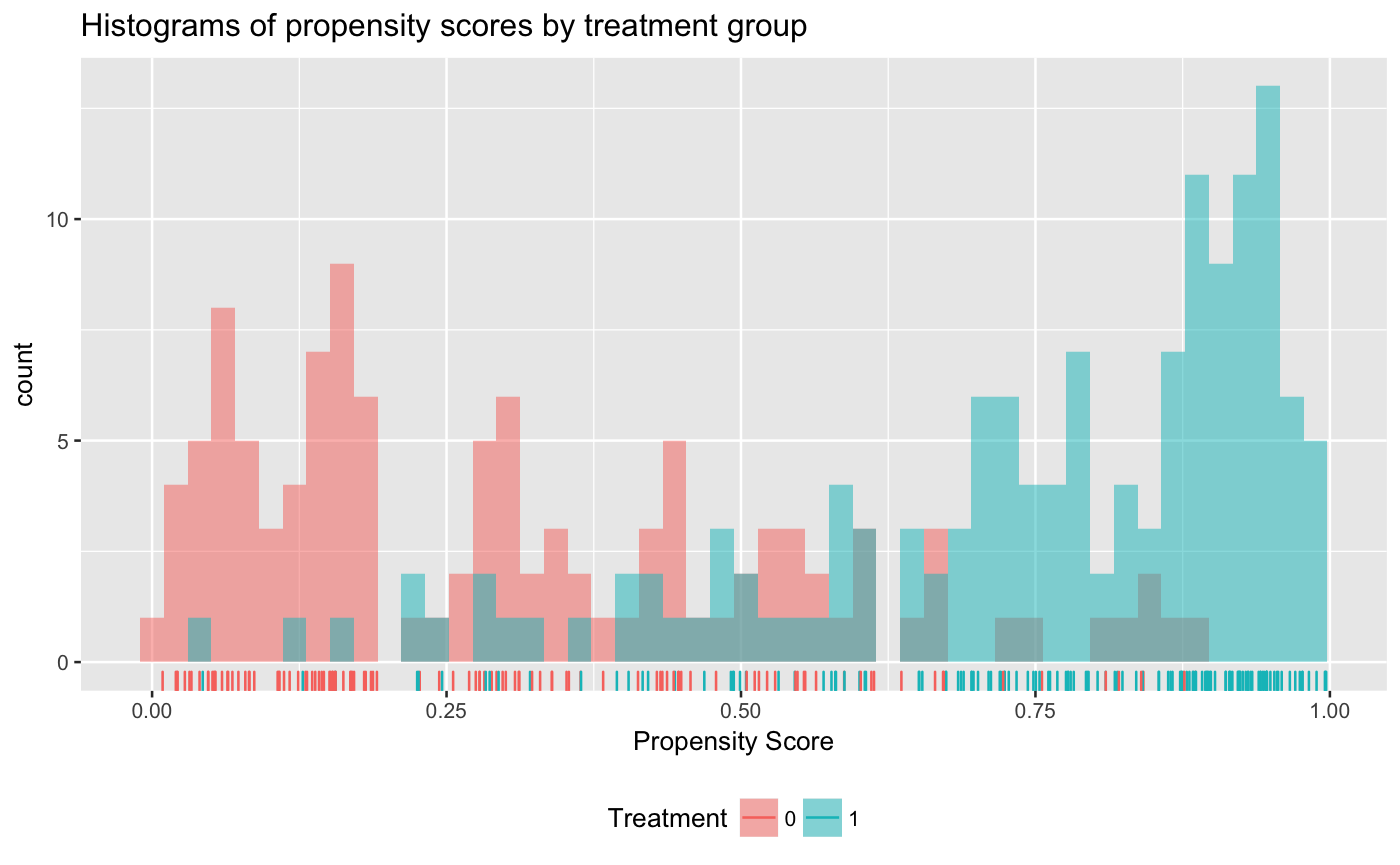 Histograms of propensity scores by treatment group
count
10
5
0
0.00 0.25 0.50 0.75 1.00
Propensity Score
Treatment 0 1